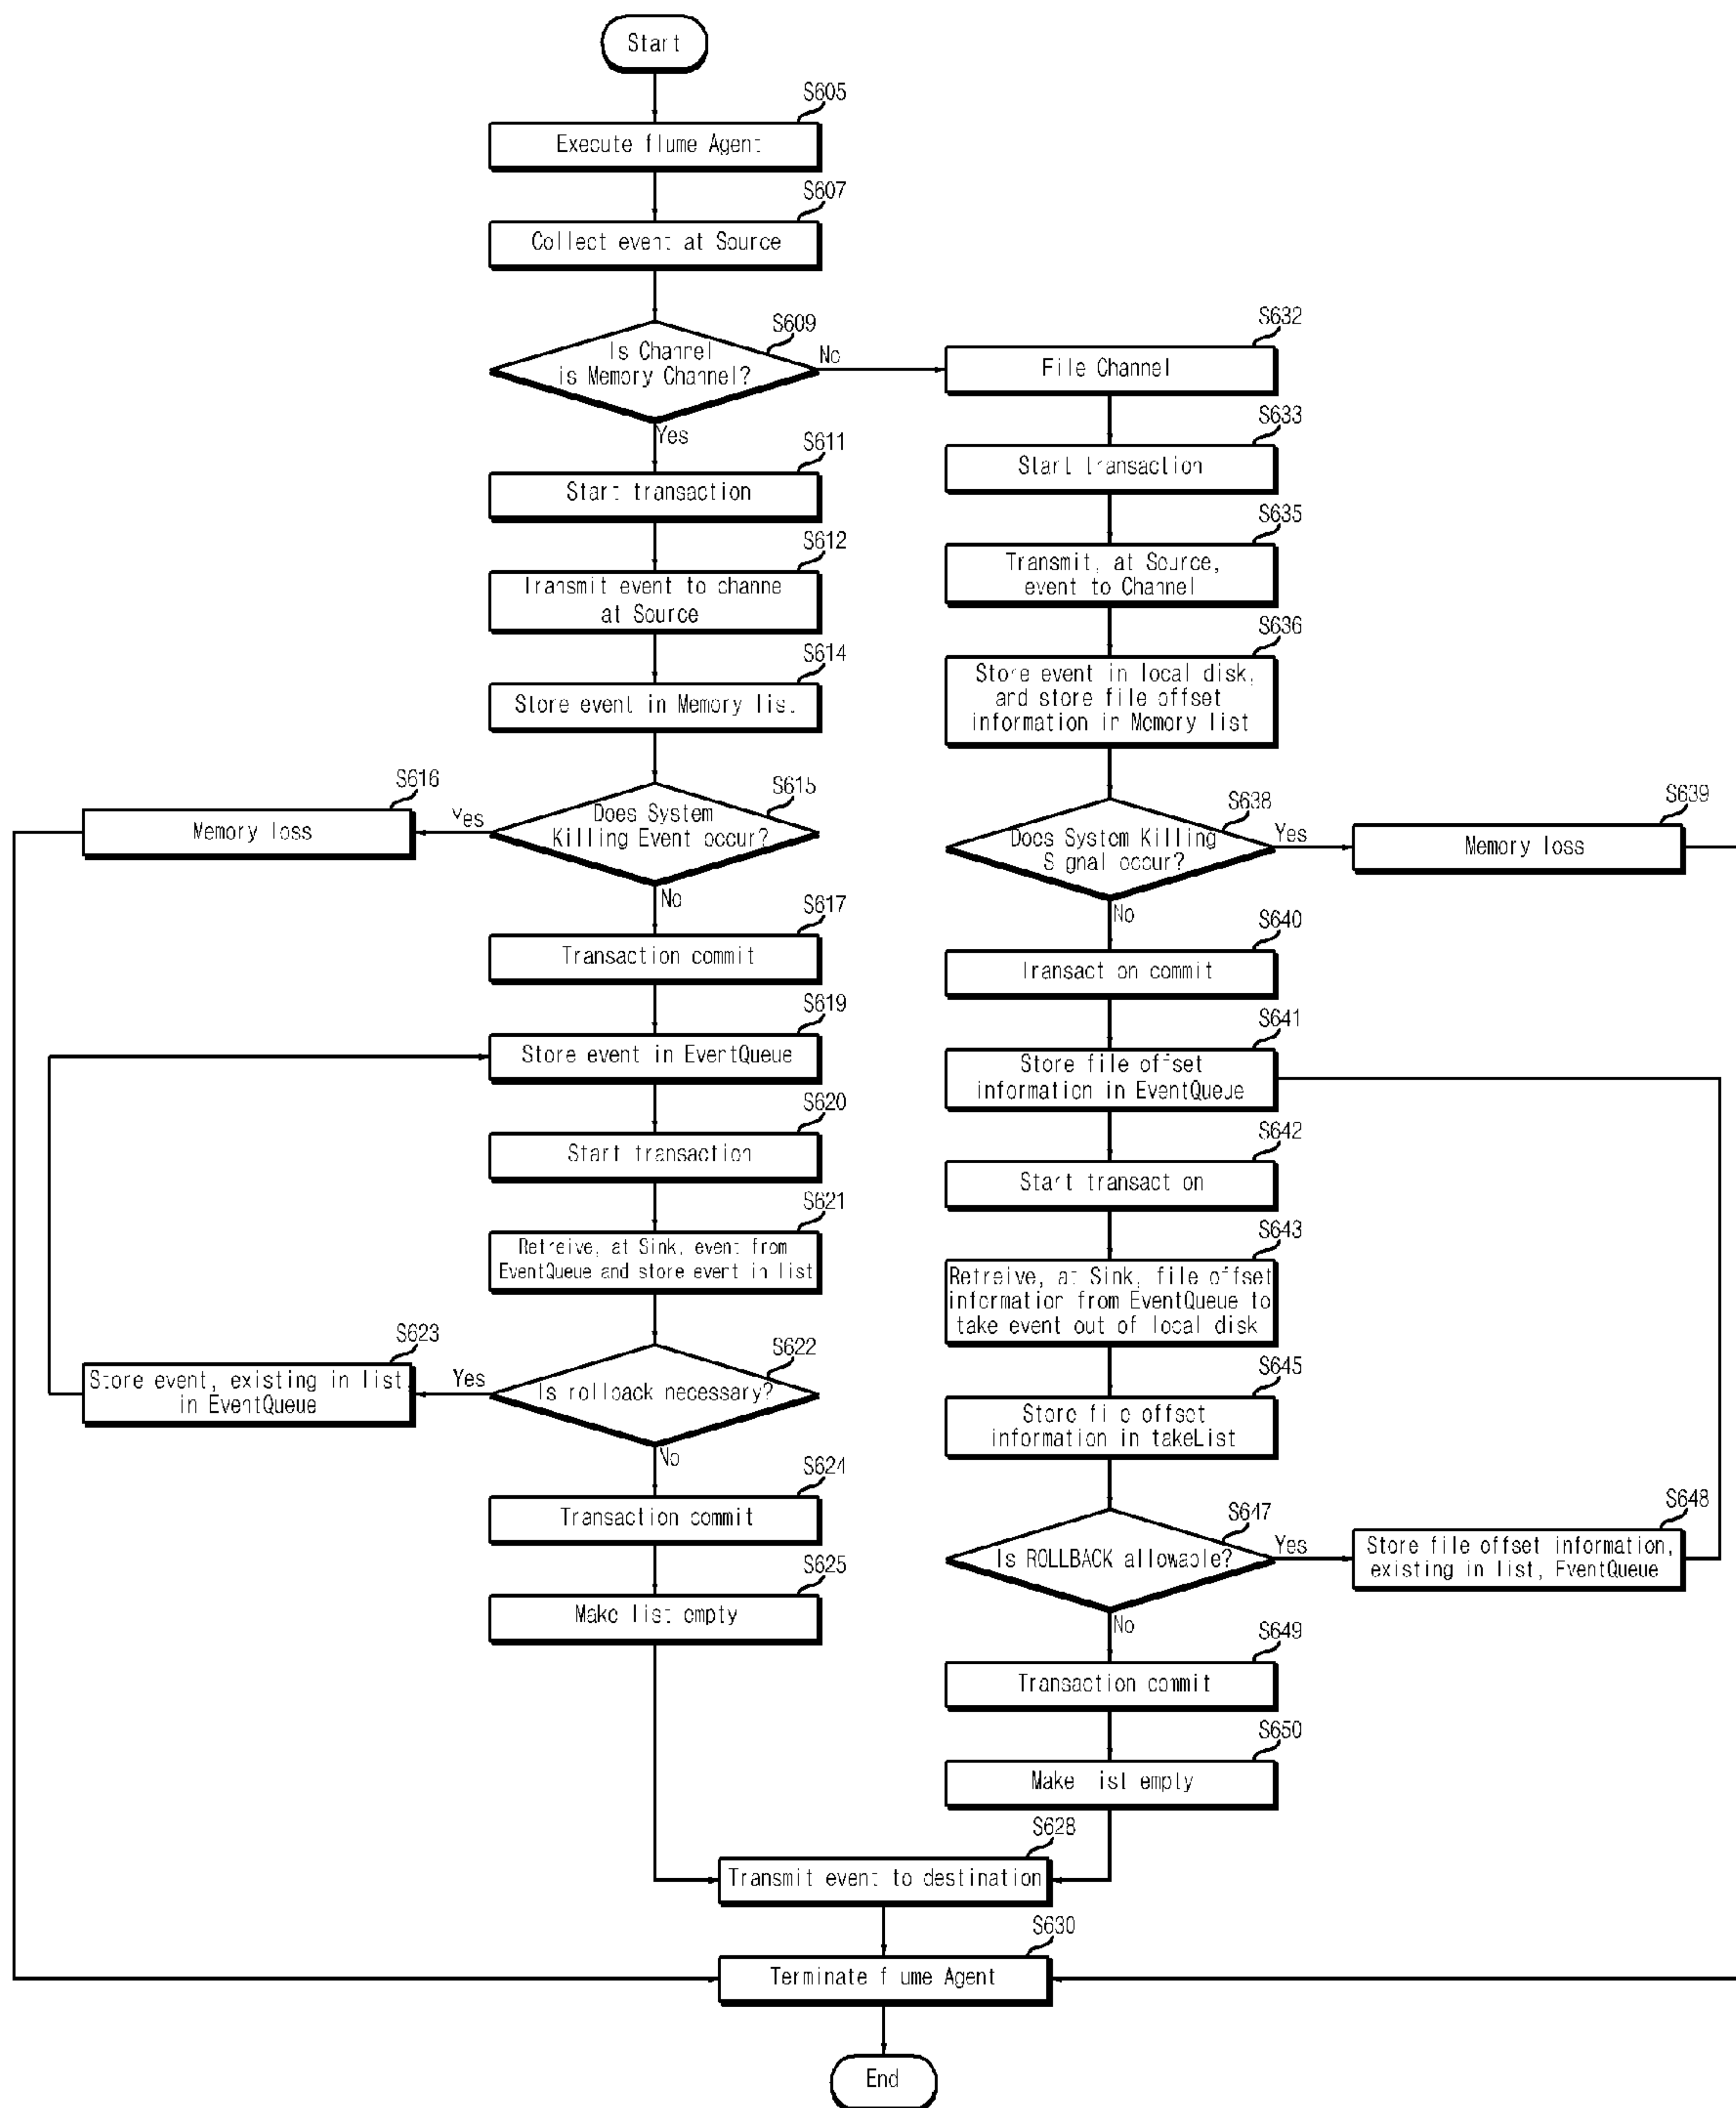 Start
S605
Execute flume Agent
S607
Collect event at Source
S609
Is Channel
is Memory Channel?
No
Yes
S611
Start transaction
S612
Transmit event to channe
at Source
S614
Store event in Memory list
S615
Does System
Killing Event occur?
Yes
S616
Memory loss
No
S617
Transaction commit
S619
Store event in EventQueue
S620
Start transaction
S621
Retreive, at Sink, event from
EventQueue and store event in list
S622
Is rollback necessary?
Yes
S623
Store event, existing in list,
in EventQueue
No
S624
Transaction commit
S625
Make list empty
S632
File Channel
S633
Start transaction
S635
Transmit, at Source,
event to Channel
S636
Store event in local disk,
and store file offset
information in Memory list
S638
Does System Killing
Signal occur?
Yes
S639
Memory loss
No
S640
Transaction commit
S641
Store file offset
information in EventQueue
S642
Start transaction
S643
Retreive, at Sink, file offset
information from EventQueue to
take event out of local disk
S645
Store file offset
information in takeList
S647
Is ROLLBACK allowable?
Yes
S648
Store file offset information,
existing in list, EventQueue
No
S649
Transaction commit
S650
Make list empty
S628
Transmit event to destination
S630
Terminate flume Agent
End